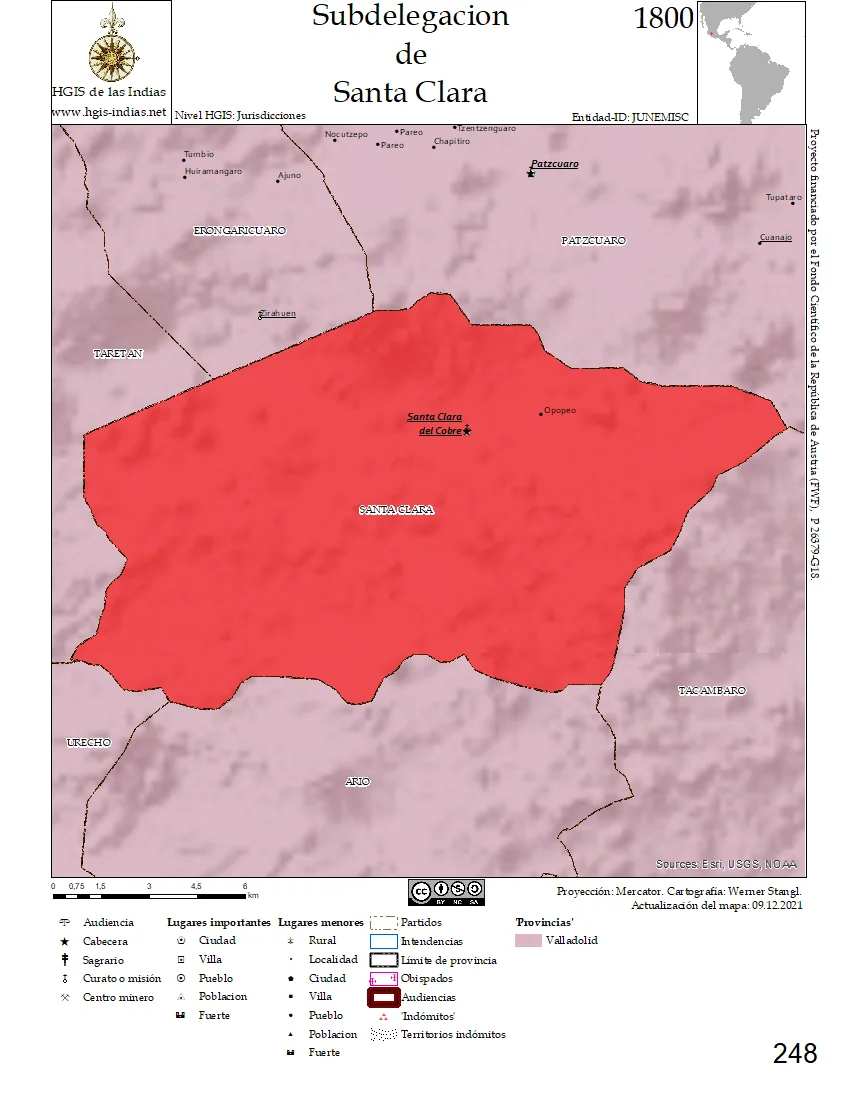 Subdelegacion
de
Santa Clara
1800
HGIS de las Indias
www.hgis-indias.net
Nivel HGIS: Jurisdicciones
Entidad-ID: JUNEMISC
Proyecto financiado por el Fondo Científico de la República de Austria (FWF), P 26379-G18.
Nocutzepo
Pareo
Tzentzenguaro
Pareo
Chapitiro
Tumbio
Huiramangaro
Ajuno
Patzcuaro
Tupataro
Cuanajo
ERONGARICUARO
PATZCUARO
Zirahuen
TARETAN
Santa Clara
del Cobre
Opopeo
SANTA CLARA
TACAMBARO
URECHO
ARIO
Sources: Esri, USGS, NOAA
0 0,75 1,5 3 4,5 6
km
CC BY NC SA
Proyección: Mercator. Cartografía: Werner Stangl.
Actualización del mapa: 09.12.2021
Audiencia
Cabecera
Sagrario
Curato o misión
Centro minero
Lugares importantes
Ciudad
Villa
Pueblo
Poblacion
Fuerte
Lugares menores
Rural
Localidad
Ciudad
Villa
Pueblo
Poblacion
Fuerte
Partidos
Intendencias
Límite de provincia
Obispados
Audiencias
'Indómitos'
Territorios indómitos
'Provincias'
Valladolid
248